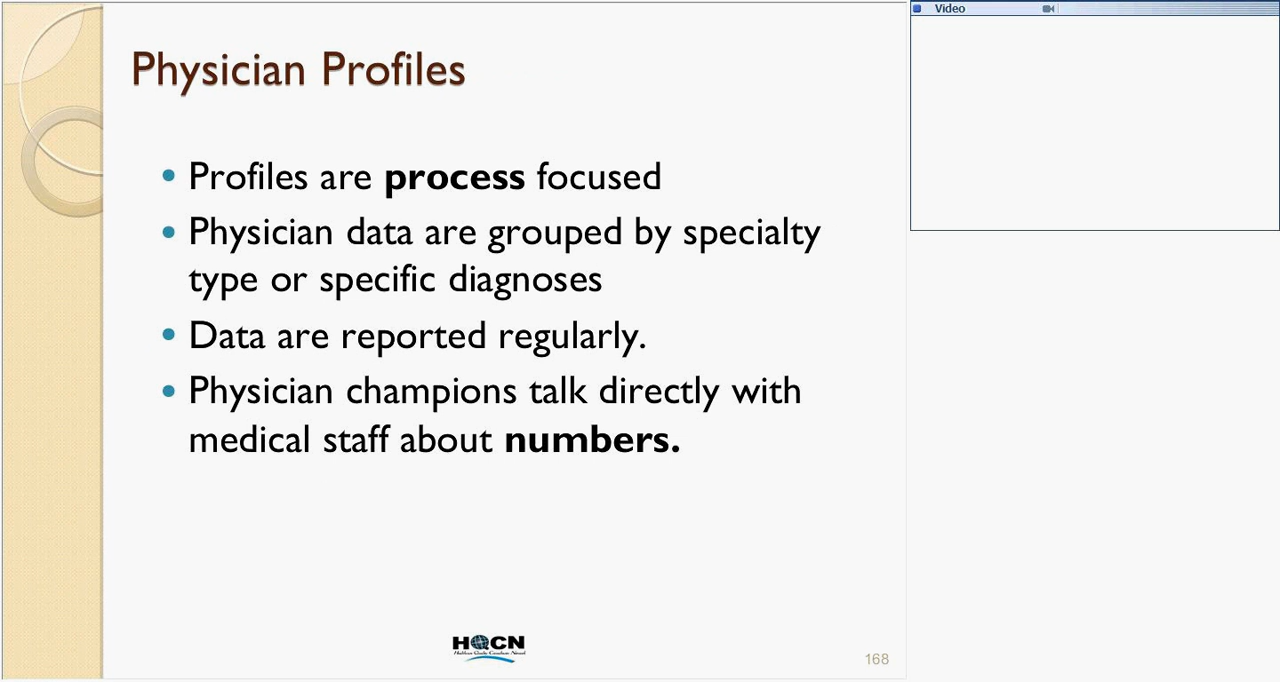 Physician Profiles
• Profiles are process focused
• Physician data are grouped by specialty
type or specific diagnoses
• Data are reported regularly.
• Physician champions talk directly with
medical staff about numbers.
HQCN
168
Video